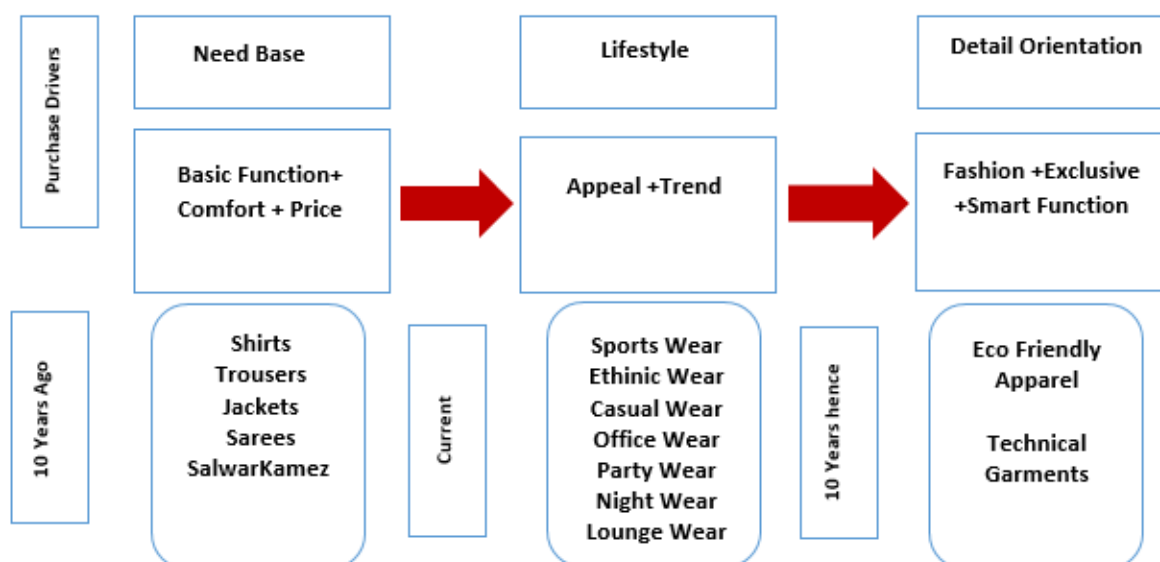 Purchase Drivers
Need Base
Lifestyle
Detail Orientation
Basic Function+
Comfort + Price
Appeal +Trend
Fashion +Exclusive
+Smart Function
10 Years Ago
Shirts
Trousers
Jackets
Sarees
SalwarKamez
Current
Sports Wear
Ethinic Wear
Casual Wear
Office Wear
Party Wear
Night Wear
Lounge Wear
10 Years hence
Eco Friendly
Apparel
Technical
Garments